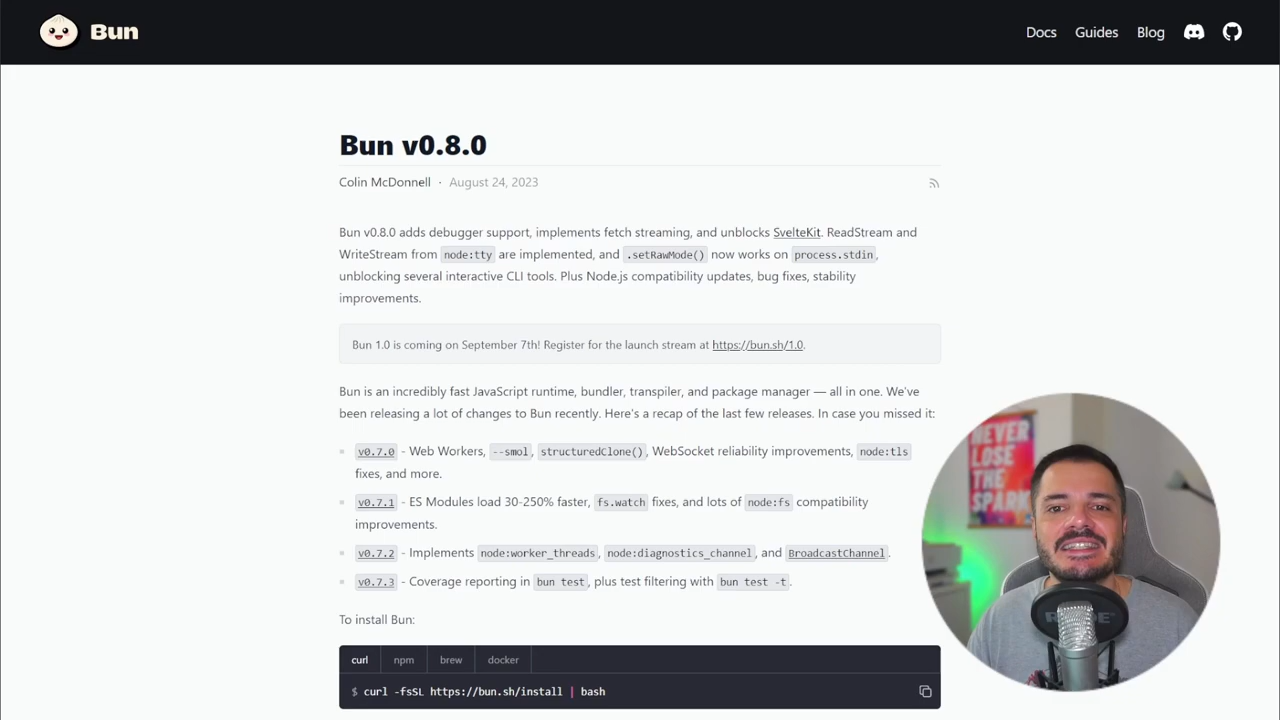 Bun
Docs
Guides
Blog
Bun v0.8.0
Colin McDonnell · August 24, 2023
Bun v0.8.0 adds debugger support, implements fetch streaming, and unblocks SvelteKit. ReadStream and
WriteStream from node:tty are implemented, and .setRawMode() now works on process.stdin,
unblocking several interactive CLI tools. Plus Node.js compatibility updates, bug fixes, stability
improvements.
Bun 1.0 is coming on September 7th! Register for the launch stream at https://bun.sh/1.0.
Bun is an incredibly fast JavaScript runtime, bundler, transpiler, and package manager — all in one. We've
been releasing a lot of changes to Bun recently. Here's a recap of the last few releases. In case you missed it:
v0.7.0 - Web Workers, --smol, structuredClone(), WebSocket reliability improvements, node:tls
fixes, and more.
v0.7.1 - ES Modules load 30-250% faster, fs.watch fixes, and lots of node:fs compatibility
improvements.
v0.7.2 - Implements node:worker_threads, node:diagnostics_channel, and BroadcastChannel.
v0.7.3 - Coverage reporting in bun test, plus test filtering with bun test -t.
To install Bun:
curl
npm
brew
docker
$ curl -fsSL https://bun.sh/install | bash
NEVER
LOSE
THE
SPARK